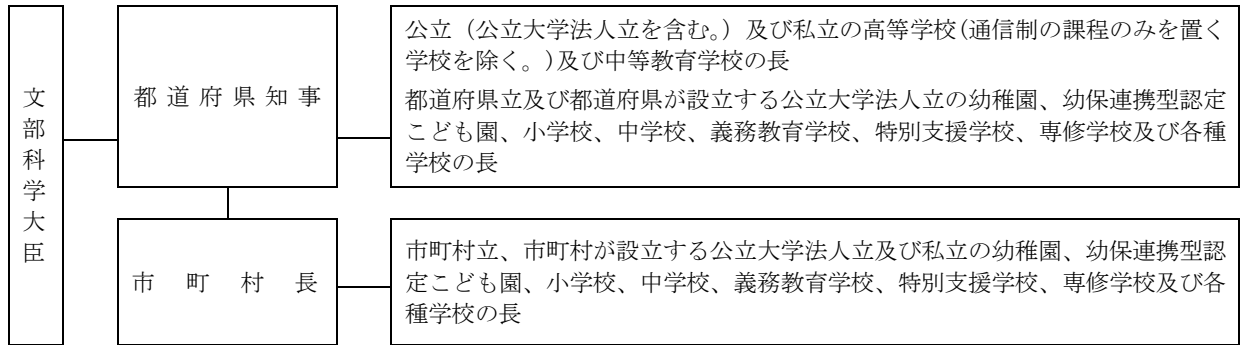 文部科学大臣
都道府県知事
公立（公立大学法人立を含む。）及び私立の高等学校(通信制の課程のみを置く
学校を除く。)及び中等教育学校の長
都道府県立及び都道府県が設立する公立大学法人立の幼稚園、幼保連携型認定
こども園、小学校、中学校、義務教育学校、特別支援学校、専修学校及び各種
学校の長
市町村長
市町村立、市町村が設立する公立大学法人立及び私立の幼稚園、幼保連携型認
定こども園、小学校、中学校、義務教育学校、特別支援学校、専修学校及び各
種学校の長